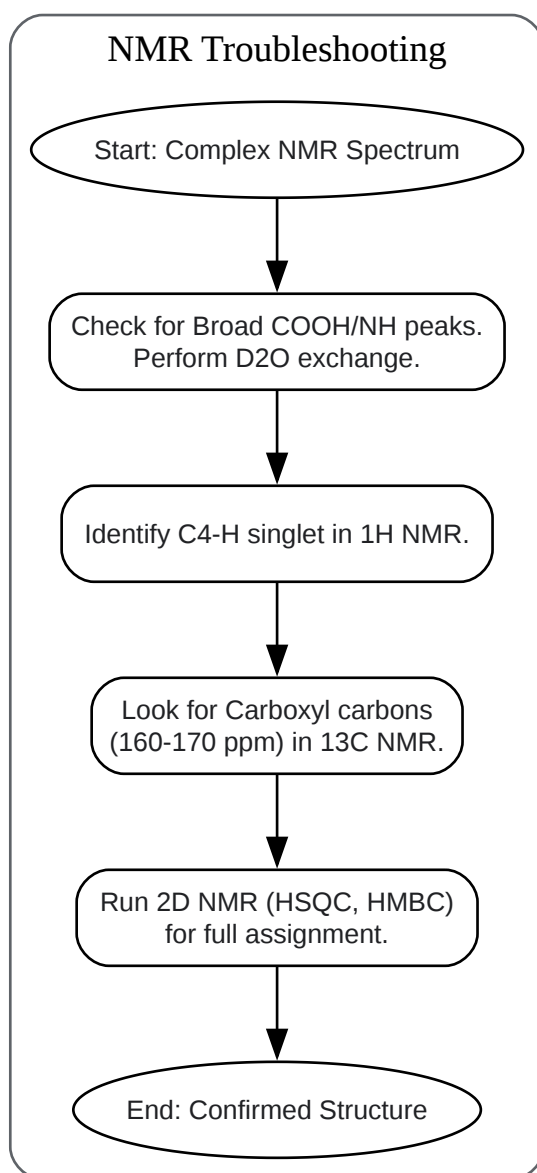 NMR Troubleshooting
Start: Complex NMR Spectrum
Check for Broad COOH/NH peaks.
Perform D2O exchange.
Identify C4-H singlet in 1H NMR.
Look for Carboxyl carbons
(160-170 ppm) in 13C NMR.
Run 2D NMR (HSQC, HMBC)
for full assignment.
End: Confirmed Structure